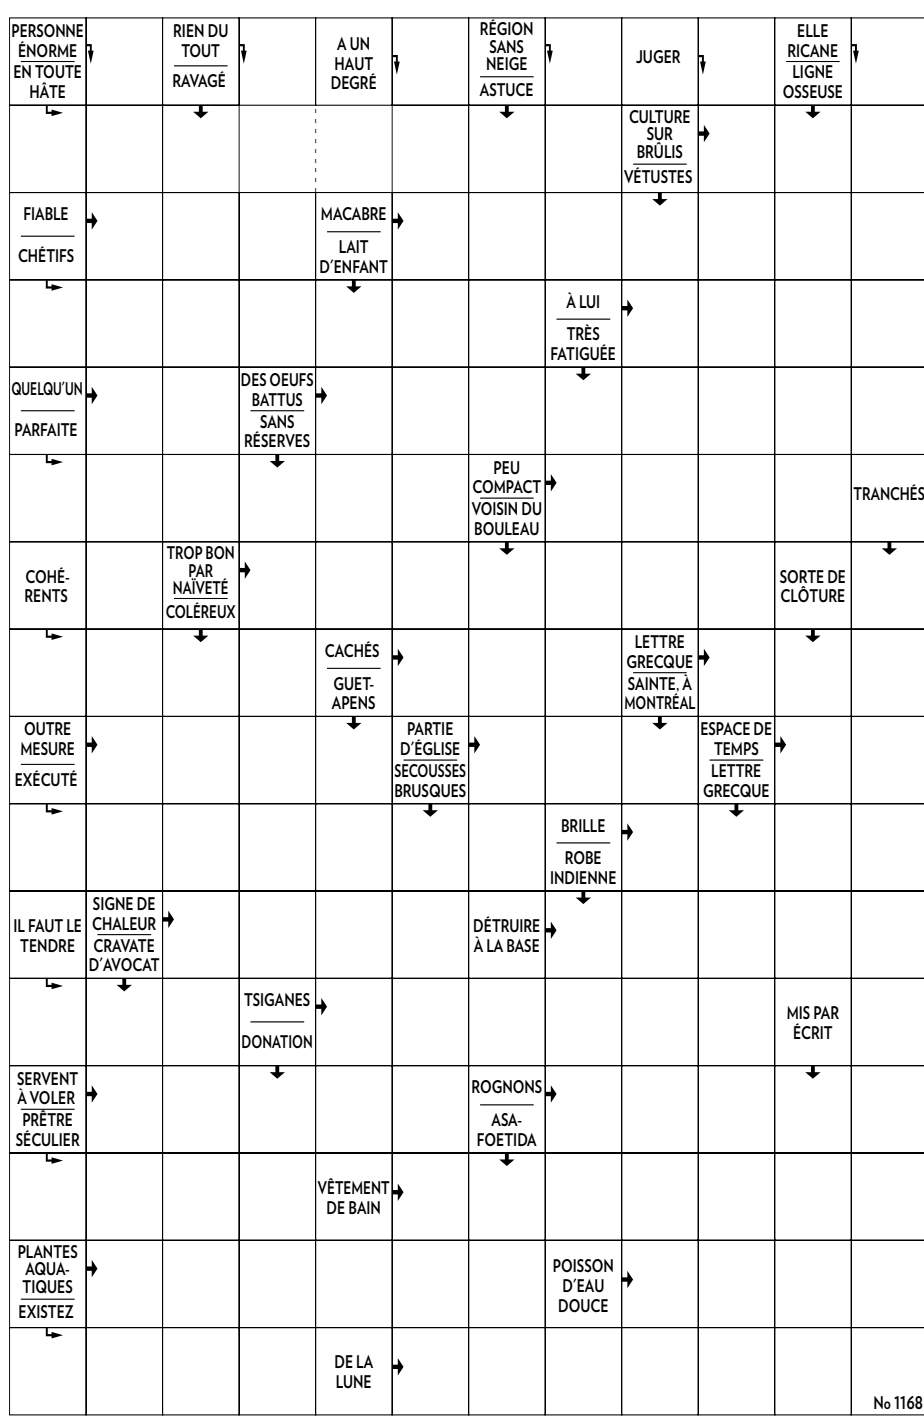 PERSONNE
ÉNORME
EN TOUTE
HÂTE
RIEN DU
TOUT
RAVAGÉ
A UN
HAUT
DEGRÉ
RÉGION
SANS
NEIGE
ASTUCE
JUGER
ELLE
RICANE
LIGNE
OSSEUSE
CULTURE
SUR
BRÛLIS
VÉTUSTES
FIABLE
CHÉTIFS
MACABRE
LAIT
D'ENFANT
À LUI
TRÈS
FATIGUÉE
QUELQU'UN
PARFAITE
DES OEUFS
BATTUS
SANS
RÉSERVES
PEU
COMPACT
VOISIN DU
BOULEAU
TRANCHÉS
COHÉ-
RENTS
TROP BON
PAR
NAÏVETÉ
COLÉREUX
SORTE DE
CLÔTURE
CACHÉS
GUET-
APENS
LETTRE
GRECQUE
SAINTE, À
MONTRÉAL
OUTRE
MESURE
EXÉCUTÉ
PARTIE
D'ÉGLISE
SECOUSSES
BRUSQUES
ESPACE DE
TEMPS
LETTRE
GRECQUE
BRILLE
ROBE
INDIENNE
IL FAUT LE
TENDRE
SIGNE DE
CHALEUR
CRAVATE
D'AVOCAT
DÉTRUIRE
À LA BASE
TSIGANES
DONATION
MIS PAR
ÉCRIT
SERVENT
À VOLER
PRÊTRE
SÉCULIER
ROGNONS
ASA-
FOETIDA
VÊTEMENT
DE BAIN
PLANTES
AQUA-
TIQUES
EXISTEZ
POISSON
D'EAU
DOUCE
DE LA
LUNE
No 1168